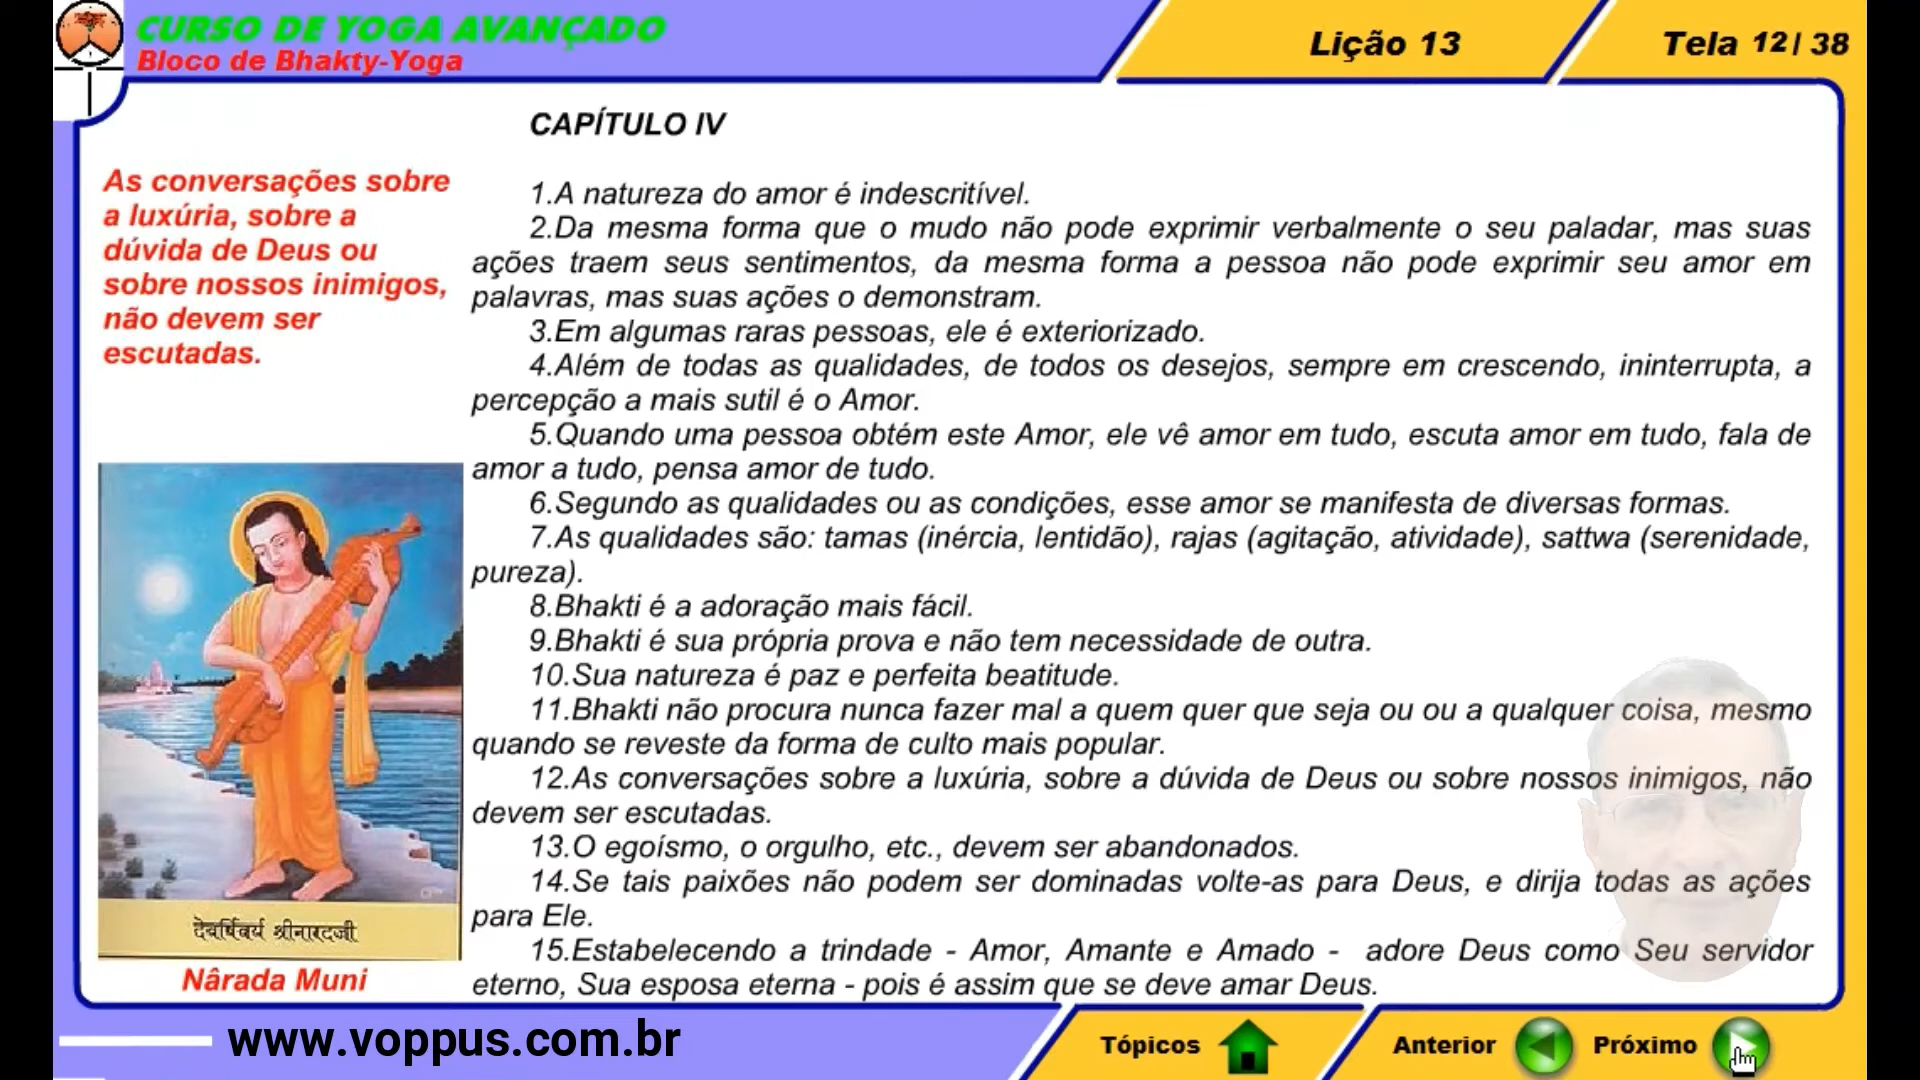 CURSO DE YOGA AVANÇADO
Bloco de Bhakty-Yoga
Lição 13
Tela 12 / 38
As conversações sobre
a luxúria, sobre a
dúvida de Deus ou
sobre nossos inimigos,
não devem ser
escutadas.
देवर्षिवर्य श्रीनारदजी
Nârada Muni
CAPÍTULO IV
1.A natureza do amor é indescritível.
2.Da mesma forma que o mudo não pode exprimir verbalmente o seu paladar, mas suas
ações traem seus sentimentos, da mesma forma a pessoa não pode exprimir seu amor em
palavras, mas suas ações o demonstram.
3.Em algumas raras pessoas, ele é exteriorizado.
4.Além de todas as qualidades, de todos os desejos, sempre em crescendo, ininterrupta, a
percepção a mais sutil é o Amor.
5.Quando uma pessoa obtém este Amor, ele vê amor em tudo, escuta amor em tudo, fala de
amor a tudo, pensa amor de tudo.
6.Segundo as qualidades ou as condições, esse amor se manifesta de diversas formas.
7.As qualidades são: tamas (inércia, lentidão), rajas (agitação, atividade), sattwa (serenidade,
pureza).
8.Bhakti é a adoração mais fácil.
9.Bhakti é sua própria prova e não tem necessidade de outra.
10.Sua natureza é paz e perfeita beatitude.
11.Bhakti não procura nunca fazer mal a quem quer que seja ou ou a qualquer coisa, mesmo
quando se reveste da forma de culto mais popular.
12.As conversações sobre a luxúria, sobre a dúvida de Deus ou sobre nossos inimigos, não
devem ser escutadas.
13.O egoísmo, o orgulho, etc., devem ser abandonados.
14.Se tais paixões não podem ser dominadas volte-as para Deus, e dirija todas as ações
para Ele.
15.Estabelecendo a trindade - Amor, Amante e Amado - adore Deus como Seu servidor
eterno, Sua esposa eterna - pois é assim que se deve amar Deus.
www.voppus.com.br
Tópicos
Anterior
Próximo